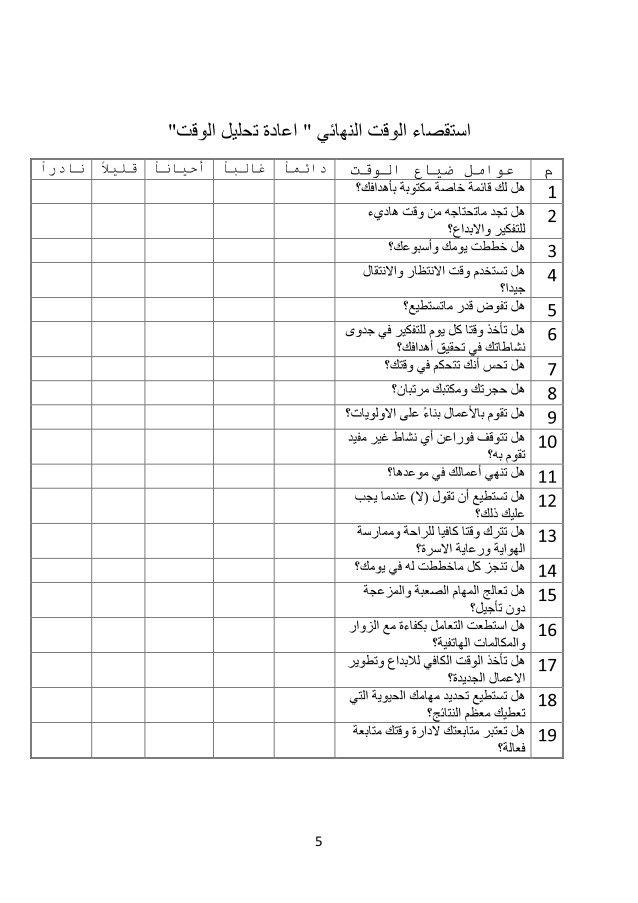 استقصاء الوقت النهائي " اعادة تحليل الوقت"
م عوامل ضياع الوقت دائماً غالباً أحياناً قليلاً نادراً
1 هل لك قائمة خاصة مكتوبة بأهدافك؟
2 هل تجد ماتحتاجه من وقت هاديء
للتفكير والابداع؟
3 هل خططت يومك وأسبوعك؟
4 هل تستخدم وقت الانتظار والانتقال
جيدا؟
5 هل تفوض قدر ماتستطيع؟
6 هل تأخذ وقتا كل يوم للتفكير في جدوى
نشاطاتك في تحقيق أهدافك؟
7 هل تحس أنك تتحكم في وقتك؟
8 هل حجرتك ومكتبك مرتبان؟
9 هل تقوم بالأعمال بناءً على الاولويات؟
10 هل تتوقف فوراعن أي نشاط غير مفيد
تقوم به؟
11 هل تنهي أعمالك في موعدها؟
12 هل تستطيع أن تقول (لا) عندما يجب
عليك ذلك؟
13 هل تترك وقتا كافيا للراحة وممارسة
الهواية ورعاية الاسرة؟
14 هل تنجز كل ماخططت له في يومك؟
15 هل تعالج المهام الصعبة والمزعجة
دون تأجيل؟
16 هل استطعت التعامل بكفاءة مع الزوار
والمكالمات الهاتفية؟
17 هل تأخذ الوقت الكافي للابداع وتطوير
الاعمال الجديدة؟
18 هل تستطيع تحديد مهامك الحيوية التي
تعطيك معظم النتائج؟
19 هل تعتبر متابعتك لادارة وقتك متابعة
فعالة؟
5